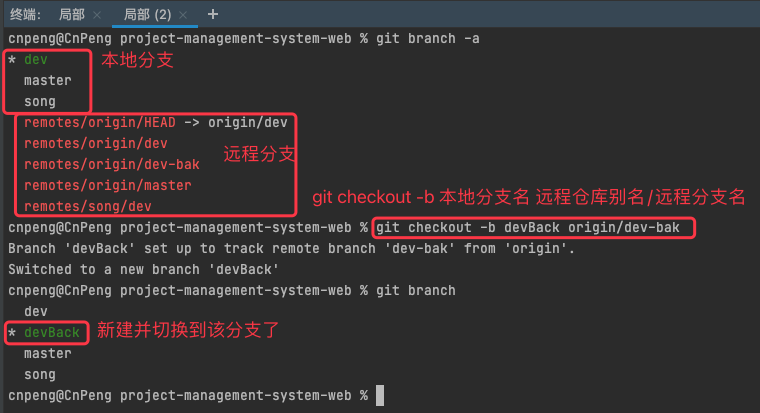 终端: 局部 × 局部 (2) × +
cnpeng@CnPeng project-management-system-web % git branch -a
* dev 本地分支
master
song
remotes/origin/HEAD -> origin/dev
remotes/origin/dev
remotes/origin/dev-bak 远程分支
remotes/origin/master
remotes/song/dev
git checkout -b 本地分支名 远程仓库别名/远程分支名
cnpeng@CnPeng project-management-system-web % git checkout -b devBack origin/dev-bak
Branch 'devBack' set up to track remote branch 'dev-bak' from 'origin'.
Switched to a new branch 'devBack'
cnpeng@CnPeng project-management-system-web % git branch
dev
* devBack 新建并切换到该分支了
master
song
cnpeng@CnPeng project-management-system-web %